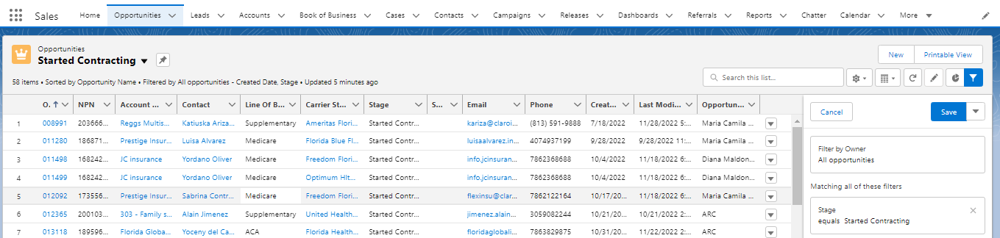 Sales Home Opportunities Leads Accounts Book of Business Cases Contacts Campaigns Releases Dashboards Referrals Reports Chatter Calendar More
Opportunities
Started Contracting
New Printable View
58 items • Sorted by Opportunity Name • Filtered by All opportunities - Created Date, Stage • Updated 5 minutes ago
Search this list...
O. ↑ NPN Account ... Contact Line Of B... Carrier St... Stage S... Email Phone Creat... Last Modi... Opportun...
1 008991 203666... Reggs Multis... Katiuska Ariza... Supplementary Ameritas Flori... Started Contr... kariza@claroi... (813) 591-9888 7/18/2022 11/28/2022 5:... Maria Camila ...
2 011280 186871... Prestige Insur... Luisa Alvarez Medicare Florida Blue Fl... Started Contr... luisaalvarez.in... 4074937199 9/28/2022 9/28/2022 11:... Maria Camila ...
3 011498 168242... JC insurance Yordano Oliver Medicare Freedom Flori... Started Contr... info.jcinsuran... 7862368688 10/4/2022 11/18/2022 6:... Diana Maldon...
4 011499 168242... JC insurance Yordano Oliver Medicare Optimum Hlt... Started Contr... info.jcinsuran... 7862368688 10/4/2022 11/18/2022 6:... Diana Maldon...
5 012092 173556... Prestige Insur... Sabrina Contr... Medicare Freedom Flori... Started Contr... flexinsu@clar... 7862122164 10/17/20... 11/18/2022 6:... Maria Camila ...
6 012365 200103... 303 - Family s... Alain Jimenez Supplementary United Health... Started Contr... jimenez.alain... 3059082244 10/21/20... 10/21/2022 2:... ARC
7 013118 189596... Florida Globa... Yoceny del Ca... ACA Florida Health... Started Contr... floridaglobali... 7863829875 10/31/20... 11/22/2022 2:... ARC
Cancel Save
Filter by Owner
All opportunities
Matching all of these filters
Stage
equals Started Contracting